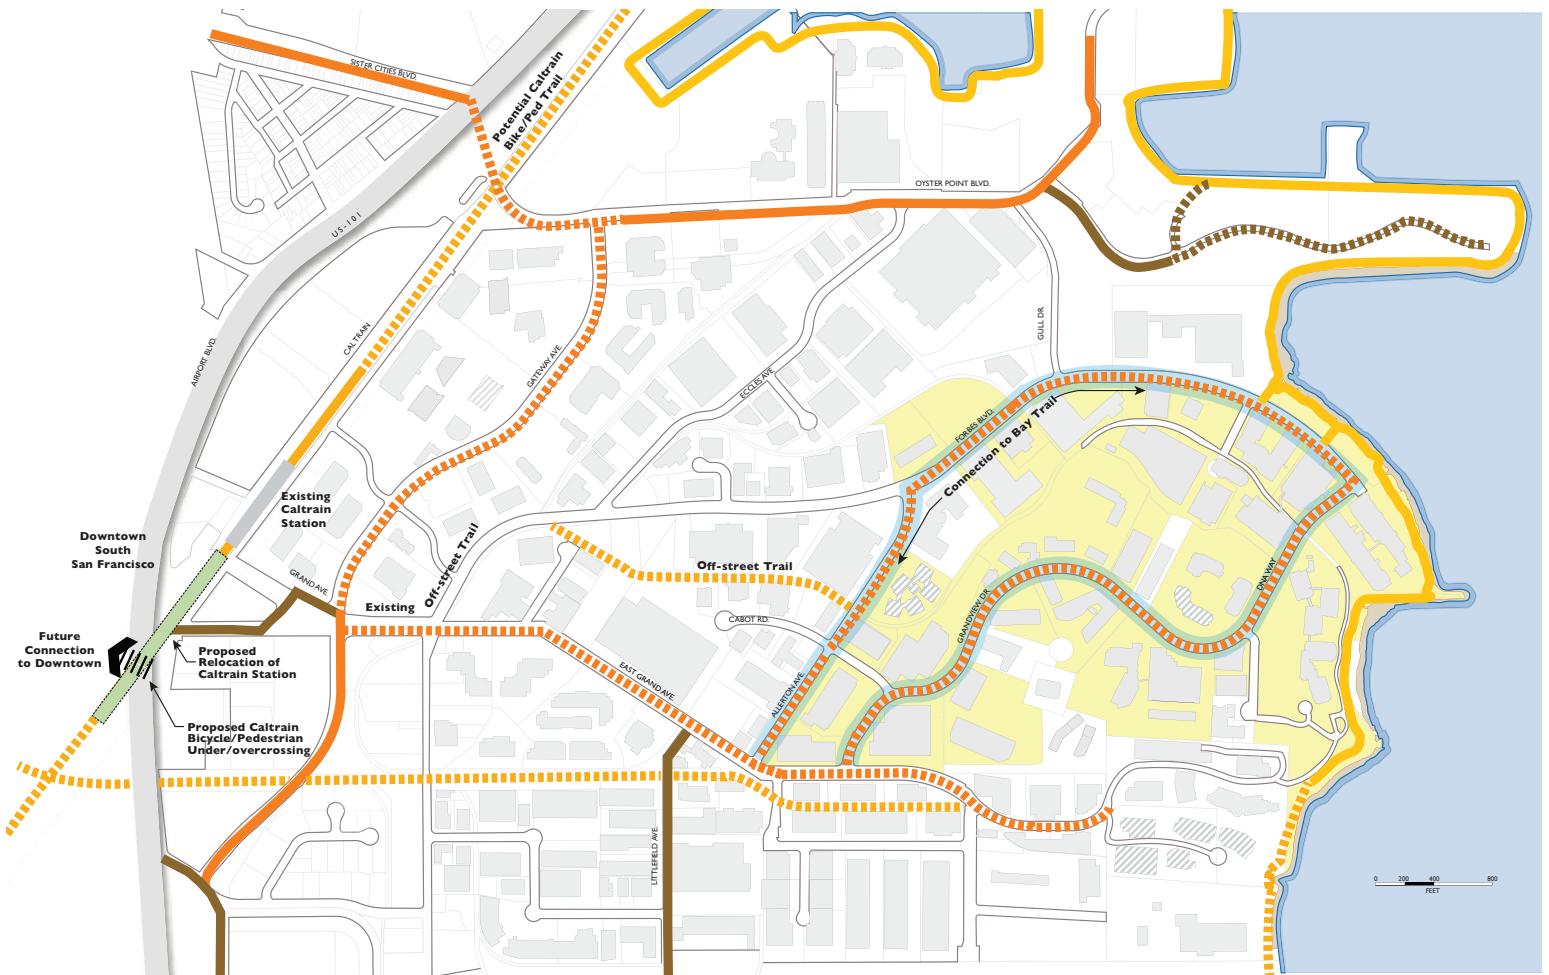 SISTER CITIES BLVD.
Potential Caltrain
Bike/Ped Trail
OYSTER POINT BLVD.
US-101
CALTRAIN
AIRPORT BLVD.
GATEWAY AVE.
ECCLES AVE.
GULL DR.
FORBES BLVD.
Connection to Bay Trail
Existing
Caltrain
Station
Downtown
South
San Francisco
GRAND AVE.
Existing
Off-street Trail
Off-street Trail
CABOT RD.
GRANDVIEW DR.
DNA WAY
Future
Connection
to Downtown
Proposed
Relocation of
Caltrain Station
EAST GRAND AVE.
ALLERTON AVE.
Proposed Caltrain
Bicycle/Pedestrian
Under/overcrossing
LITTLEFIELD AVE.
0 200 400 800
FEET